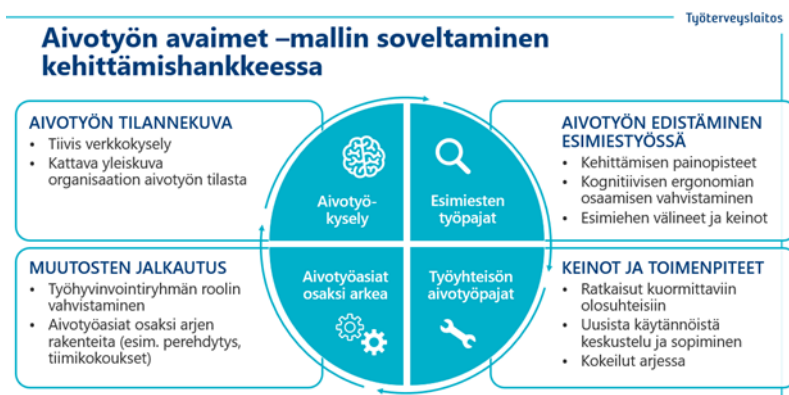 Työterveyslaitos
Aivotyön avaimet –mallin soveltaminen
kehittämishankkeessa
AIVOTYÖN TILANNEKUVA
• Tiivis verkkokysely
• Kattava yleiskuva
organisaation aivotyön tilasta
Aivotyö-
kysely
Esimiesten
työpajat
AIVOTYÖN EDISTÄMINEN
ESIMIESTYÖSSÄ
• Kehittämisen painopisteet
• Kognitiivisen ergonomian
osaamisen vahvistaminen
• Esimiehen välineet ja keinot
MUUTOSTEN JALKAUTUS
• Työhyvinvointiryhmän roolin
vahvistaminen
• Aivotyöasiat osaksi arjen
rakenteita (esim. perehdytys,
tiimikokoukset)
Aivotyöasiat
osaksi arkea
Työyhteisön
aivotyöpajat
KEINOT JA TOIMENPITEET
• Ratkaisut kuormittaviin
olosuhteisiin
• Uusista käytännöistä
keskustelu ja sopiminen
• Kokeilut arjessa